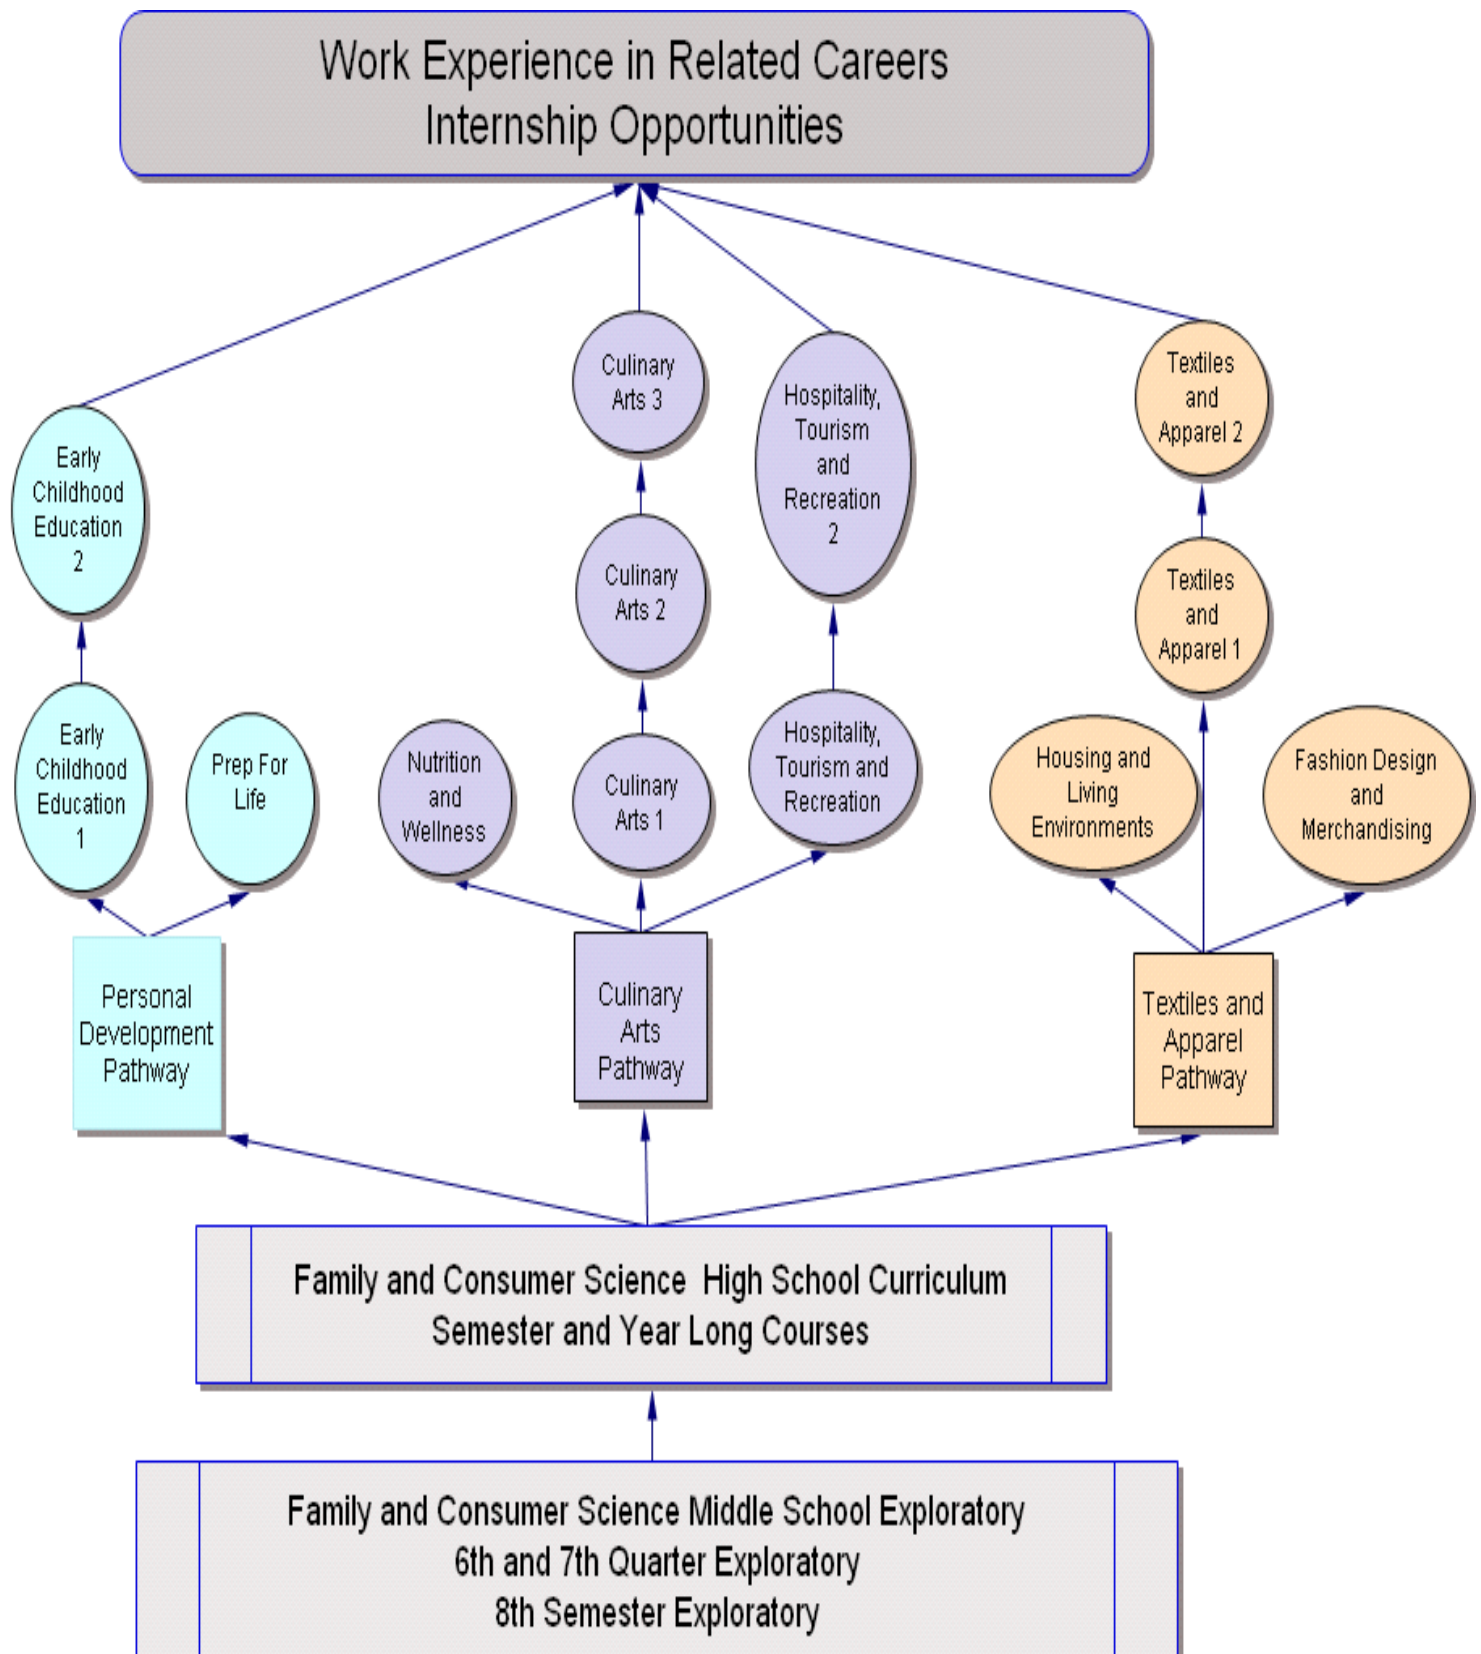 Work Experience in Related Careers
Internship Opportunities
Culinary
Arts 3
Hospitality,
Tourism
and
Recreation
2
Textiles
and
Apparel 2
Early
Childhood
Education
2
Culinary
Arts 2
Textiles
and
Apparel 1
Early
Childhood
Education
1
Prep For
Life
Nutrition
and
Wellness
Culinary
Arts 1
Hospitality,
Tourism and
Recreation
Housing and
Living
Environments
Fashion Design
and
Merchandising
Personal
Development
Pathway
Culinary
Arts
Pathway
Textiles and
Apparel
Pathway
Family and Consumer Science High School Curriculum
Semester and Year Long Courses
Family and Consumer Science Middle School Exploratory
6th and 7th Quarter Exploratory
8th Semester Exploratory